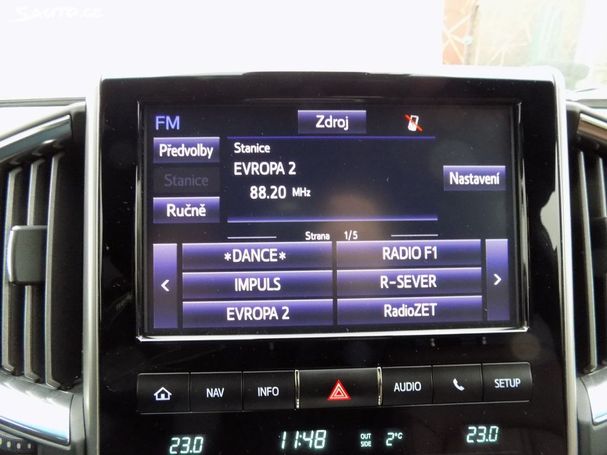 Sauto.cz
FM
Zdroj
Předvolby
Stanice
Stanice
EVROPA 2
88.20 MHz
Nastavení
Ručně
Strana 1/5
*DANCE*
RADIO F1
IMPULS
R-SEVER
EVROPA 2
RadioZET
NAV
INFO
AUDIO
SETUP
23.0
11:48
OUT SIDE
2°C
23.0